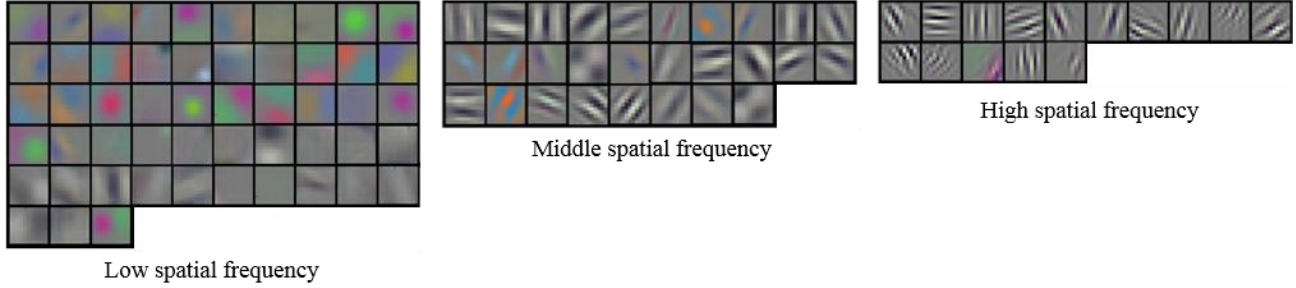 Low spatial frequency
Middle spatial frequency
High spatial frequency